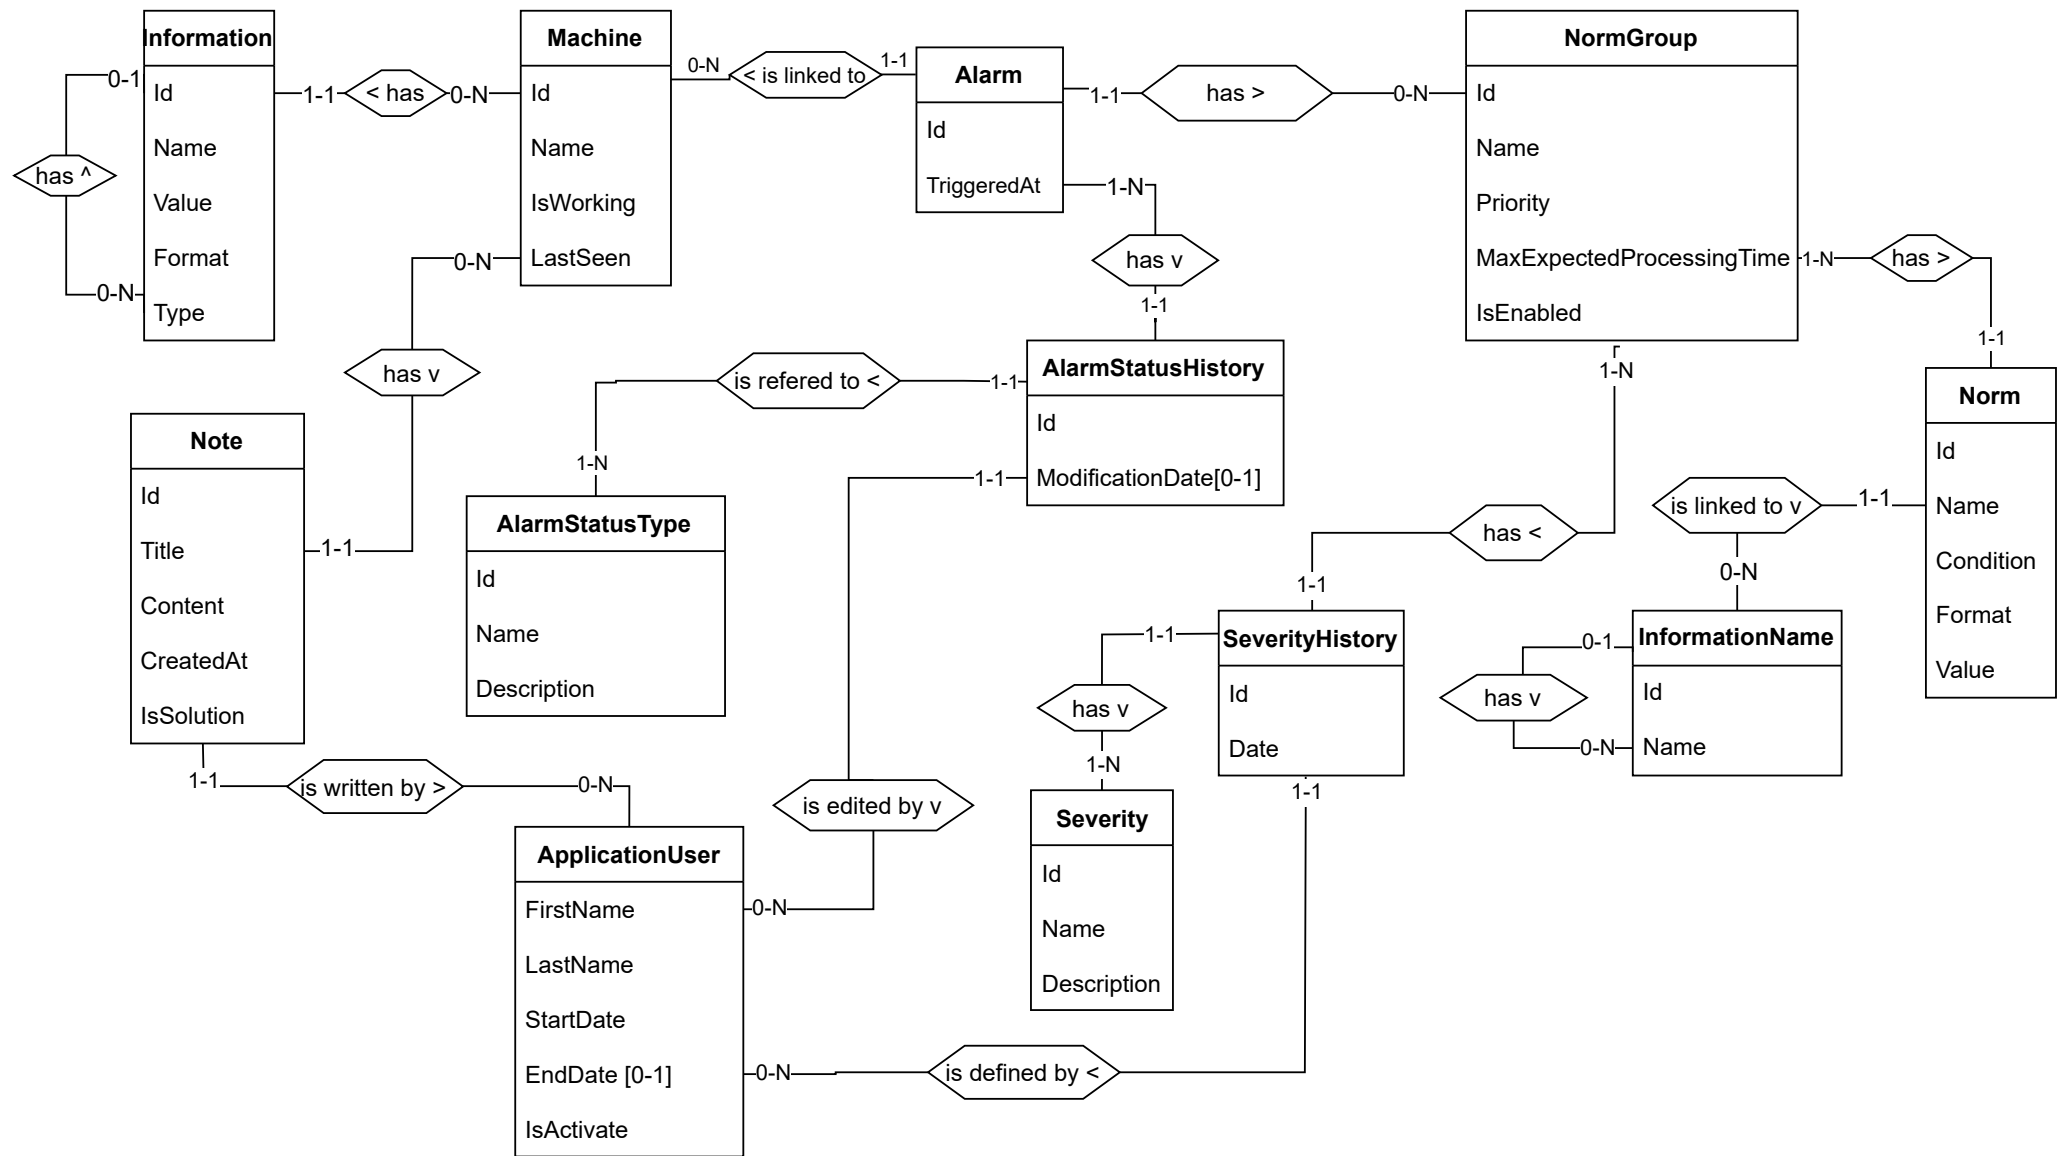 Information
Id
Name
Value
Format
Type
0-1
has ^
0-N
1-1
< has
0-N
Machine
Id
Name
IsWorking
LastSeen
0-N
< is linked to
1-1
Alarm
Id
TriggeredAt
1-1
has >
0-N
NormGroup
Id
Name
Priority
MaxExpectedProcessingTime
IsEnabled
1-N
has >
1-1
1-N
has v
1-1
0-N
has v
1-1
AlarmStatusHistory
Id
ModificationDate[0-1]
is refered to <
1-1
1-N
AlarmStatusType
Id
Name
Description
Note
Id
Title
Content
CreatedAt
IsSolution
1-1
is written by >
0-N
1-1
is edited by v
0-N
ApplicationUser
FirstName
LastName
StartDate
EndDate [0-1]
IsActivate
0-N
is defined by <
1-1
1-N
has <
1-1
SeverityHistory
Id
Date
1-1
has v
1-N
Severity
Id
Name
Description
Norm
Id
Name
Condition
Format
Value
is linked to v
1-1
0-N
InformationName
Id
Name
0-1
has v
0-N